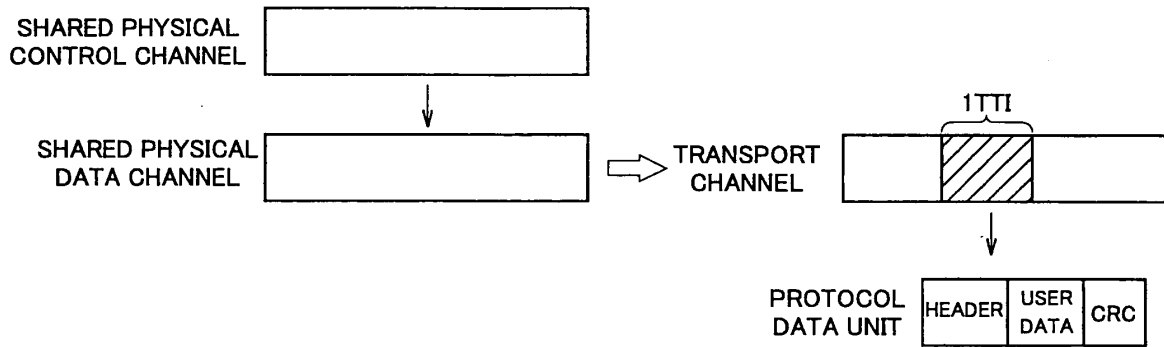 SHARED PHYSICAL
CONTROL CHANNEL
SHARED PHYSICAL
DATA CHANNEL
1TTI
TRANSPORT
CHANNEL
PROTOCOL
DATA UNIT
HEADER
USER
DATA
CRC